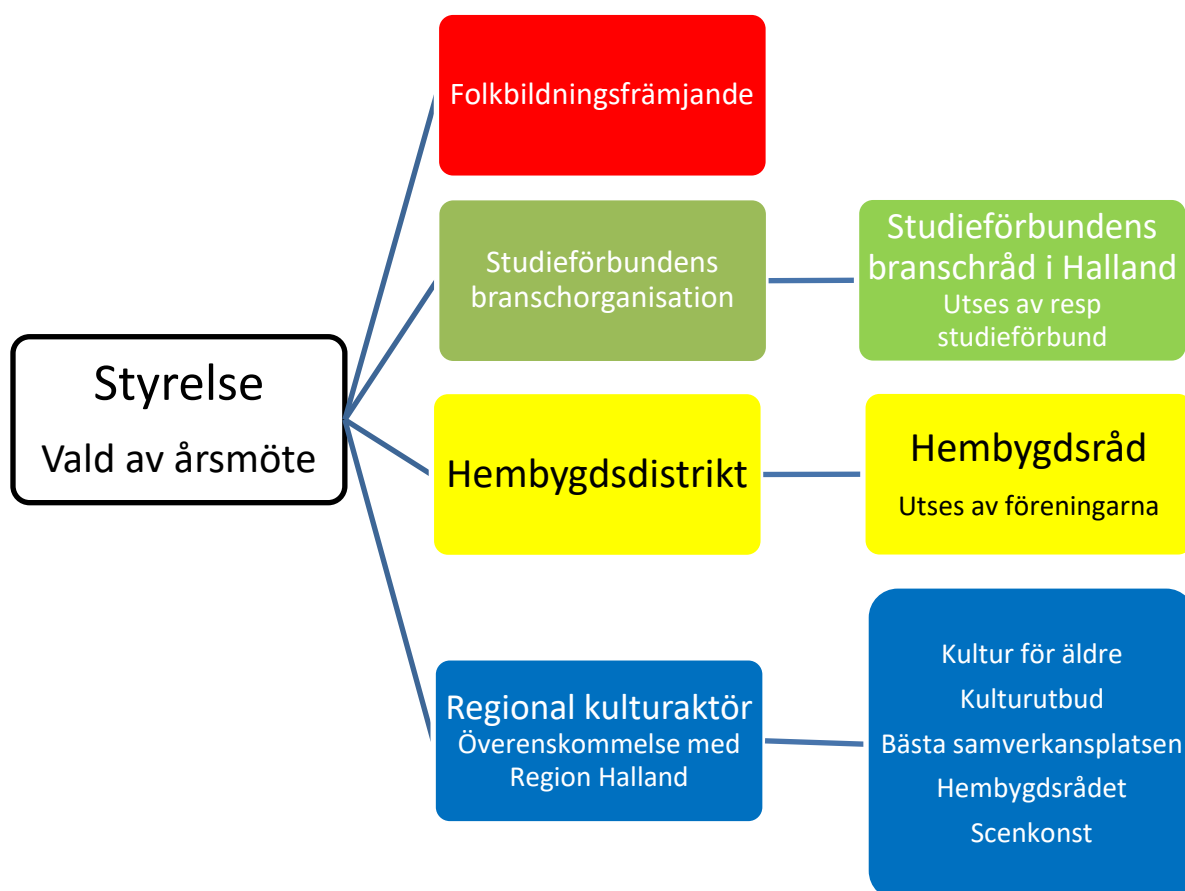 Styrelse
Vald av årsmöte
Folkbildningsfrämjande
Studieförbundens
branschorganisation
Studieförbundens
branschråd i Halland
Utses av resp
studieförbund
Hembygdsdistrikt
Hembygdsråd
Utses av föreningarna
Regional kulturaktör
Överenskommelse med
Region Halland
Kultur för äldre
Kulturutbud
Bästa samverkansplatsen
Hembygdsrådet
Scenkonst